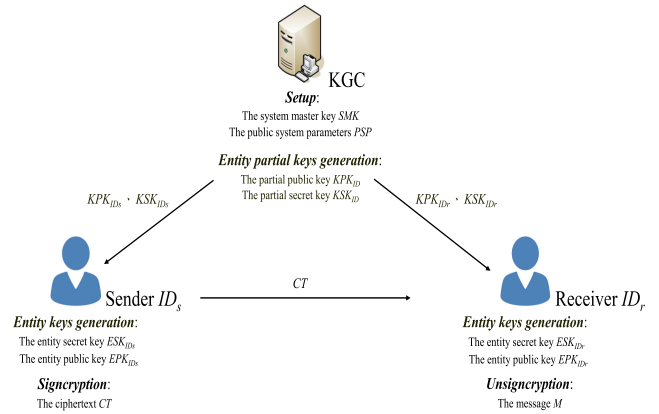 KGC
Setup:
The system master key SMK
The public system parameters PSP
Entity partial keys generation:
The partial public key KPK_ID
The partial secret key KSK_ID
KPK_IDs、KSK_IDs
KPK_IDr、KSK_IDr
CT
Sender ID_s
Receiver ID_r
Entity keys generation:
The entity secret key ESK_IDs
The entity public key EPK_IDs
Signcryption:
The ciphertext CT
Entity keys generation:
The entity secret key ESK_IDr
The entity public key EPK_IDr
Unsigncryption:
The message M